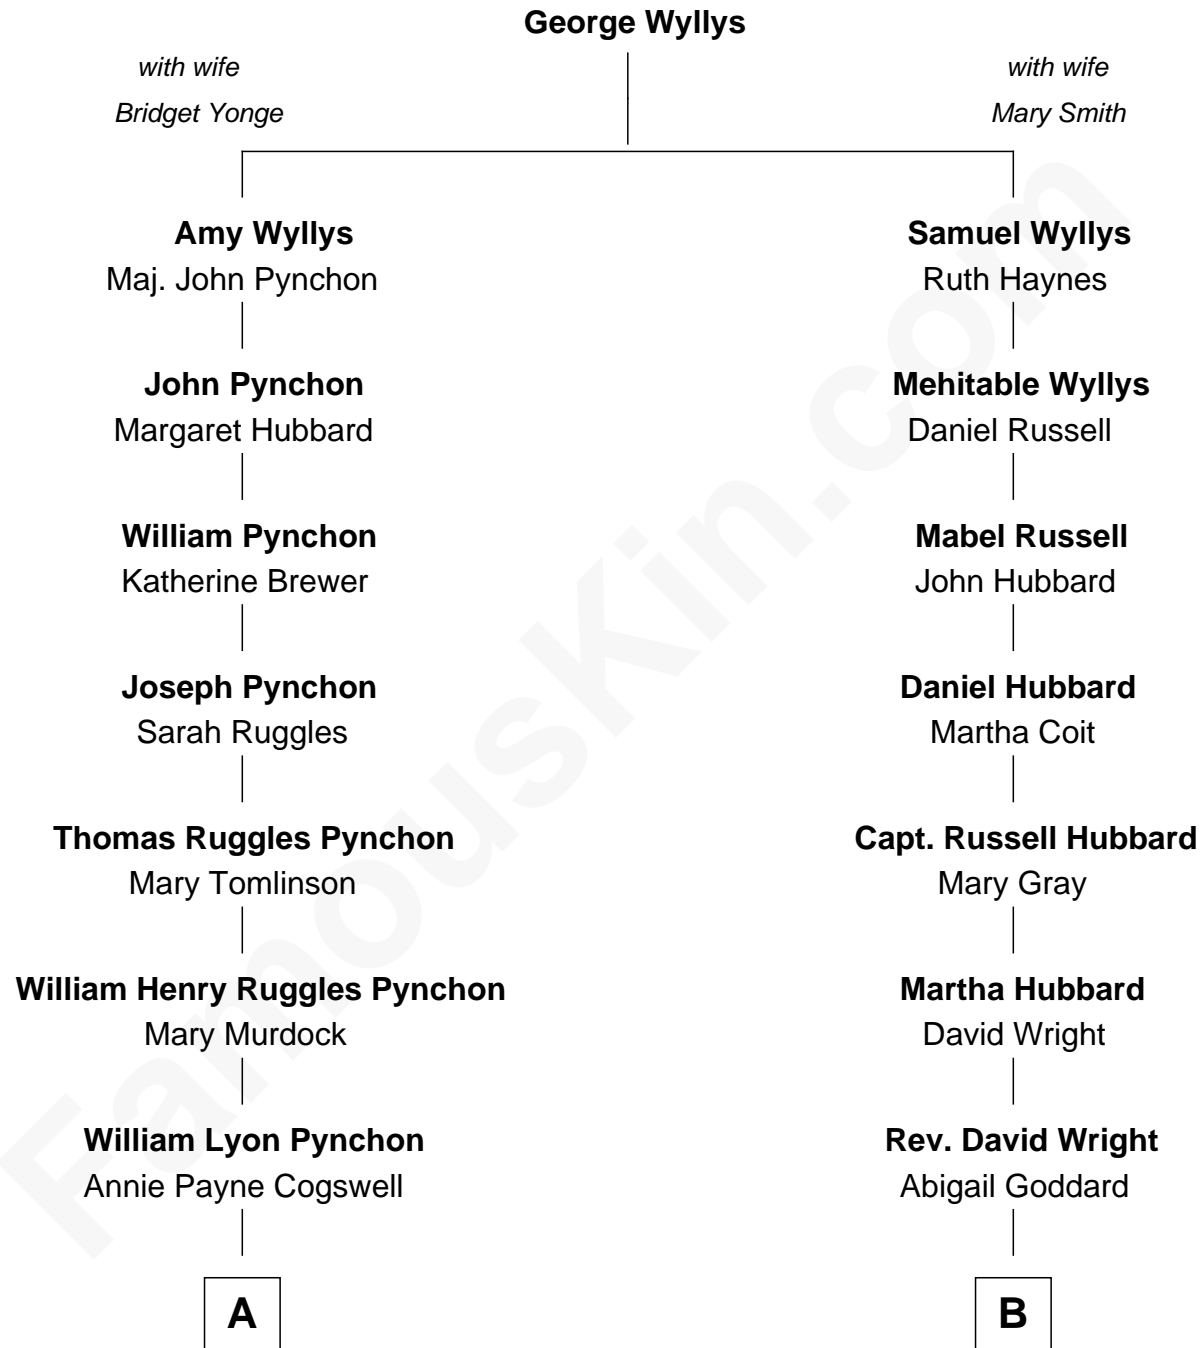 George Wyllys
with wife
Bridget Yonge
with wife
Mary Smith
Amy Wyllys
Maj. John Pynchon
Samuel Wyllys
Ruth Haynes
John Pynchon
Margaret Hubbard
Mehitable Wyllys
Daniel Russell
William Pynchon
Katherine Brewer
Mabel Russell
John Hubbard
Joseph Pynchon
Sarah Ruggles
Daniel Hubbard
Martha Coit
Thomas Ruggles Pynchon
Mary Tomlinson
Capt. Russell Hubbard
Mary Gray
William Henry Ruggles Pynchon
Mary Murdock
Martha Hubbard
David Wright
William Lyon Pynchon
Annie Payne Cogswell
Rev. David Wright
Abigail Goddard
A
B
FamousKin.com